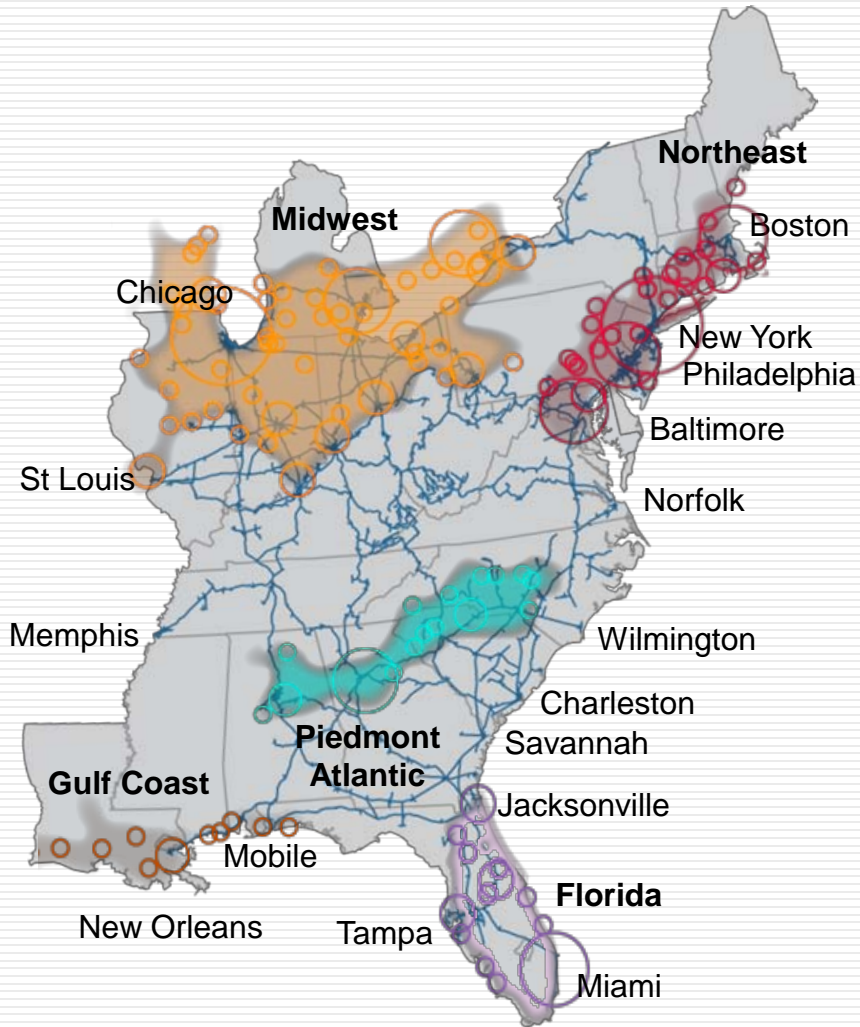 Northeast
Midwest
Boston
Chicago
New York
Philadelphia
Baltimore
St Louis
Norfolk
Memphis
Wilmington
Charleston
Piedmont
Atlantic
Savannah
Gulf Coast
Jacksonville
Mobile
Florida
New Orleans
Tampa
Miami